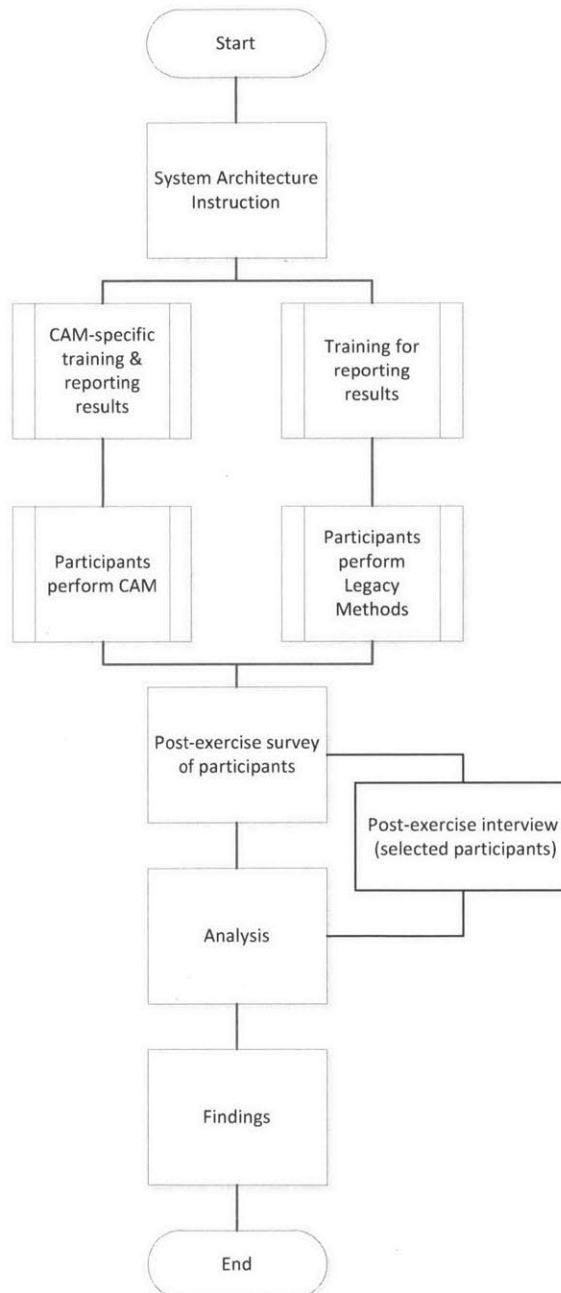 Start
System Architecture
Instruction
CAM-specific
training &
reporting
results
Training for
reporting
results
Participants
perform CAM
Participants
perform
Legacy
Methods
Post-exercise survey
of participants
Post-exercise interview
(selected participants)
Analysis
Findings
End